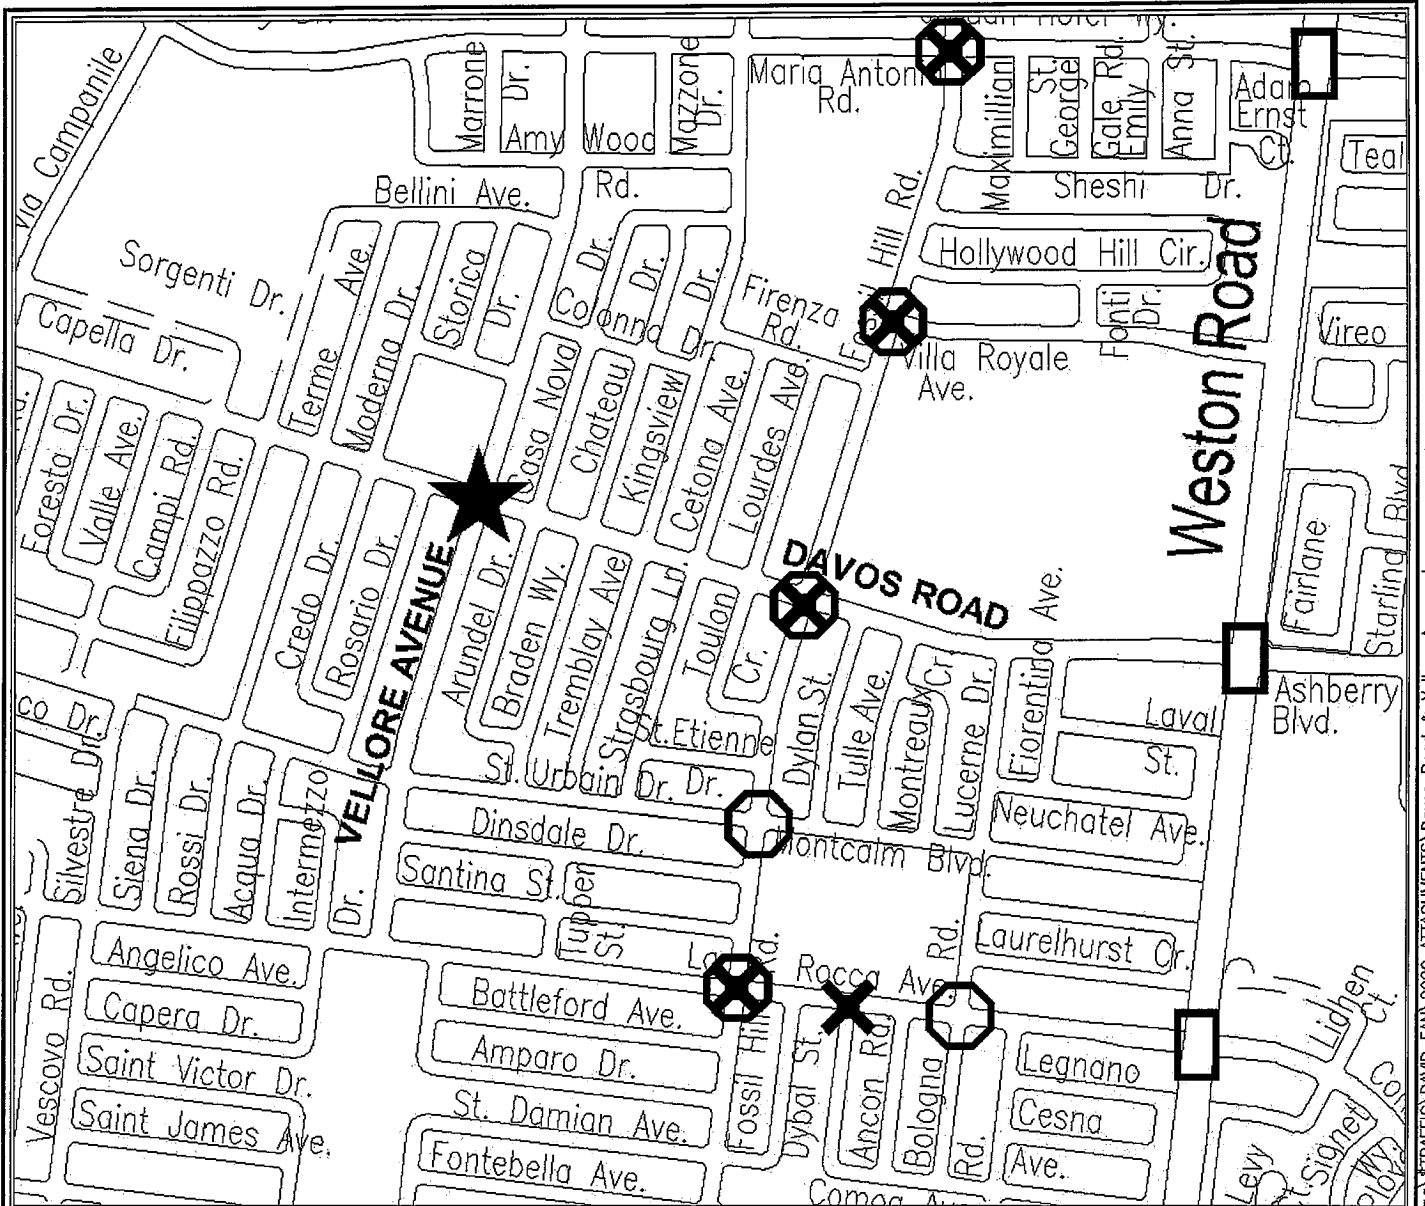 Via Campanile
Marrone
Dr.
Amy Wood
Mazzone
Dr.
Maria Antoni
Rd.
Maximillian
St.
George
Gale Rd.
Emily
Anna St.
Adam
Ernst
Ct.
Teal
Bellini Ave.
Rd.
Sheshi Dr.
Hill Rd.
Hollywood Hill Cir.
Sorgenti Dr.
Capella Dr.
Terme Ave.
Moderna Dr.
Storica
Dr.
Dr.
Dr.
Dr.
Colonna Dr.
Firenza
Rd.
Fonti
Dr.
Villa Royale
Ave.
Vireo
Weston Road
Foresta Dr.
Valle Ave.
Campi Rd.
Filippazzo Rd.
Casa Nova
Chateau
Kingsview
Cetona Ave.
Lourdes Ave.
DAVOS ROAD
Ave.
Fairlane
Starling Blvd
Credo Dr.
Rosario Dr.
VELLORE AVENUE
Arundel Dr.
Braden Wy.
Tremblay Ave
Strasbourg Ln.
Toulon
Cr.
Dylan St.
Tulle Ave.
Montreaux
Cr.
Lucerne Dr.
Fiorentina
Ashberry
Blvd.
Laval
St.
co Dr.
St.Etienne
Dr.
St. Urbain Dr.
Silvestre Dr.
Siena Dr.
Rossi Dr.
Acqua Dr.
Intermezzo
Dr.
Dinsdale Dr.
Montcalm Blvd.
Neuchatel Ave.
Santina St.
Tupper
St.
Rd.
La Rocca Ave.
Rd.
Laurelhurst Cr.
Angelico Ave.
Battleford Ave.
Capera Dr.
Amparo Dr.
Vescovo Rd.
Saint Victor Dr.
St. Damian Ave.
Saint James Ave.
Fontebella Ave.
Fossil Hill
Dybal St.
Ancon Rd.
Bologna
Rd.
Legnano
Cesna
Ave.
Lidhen
Ct.
Levy
Signet
Wy.